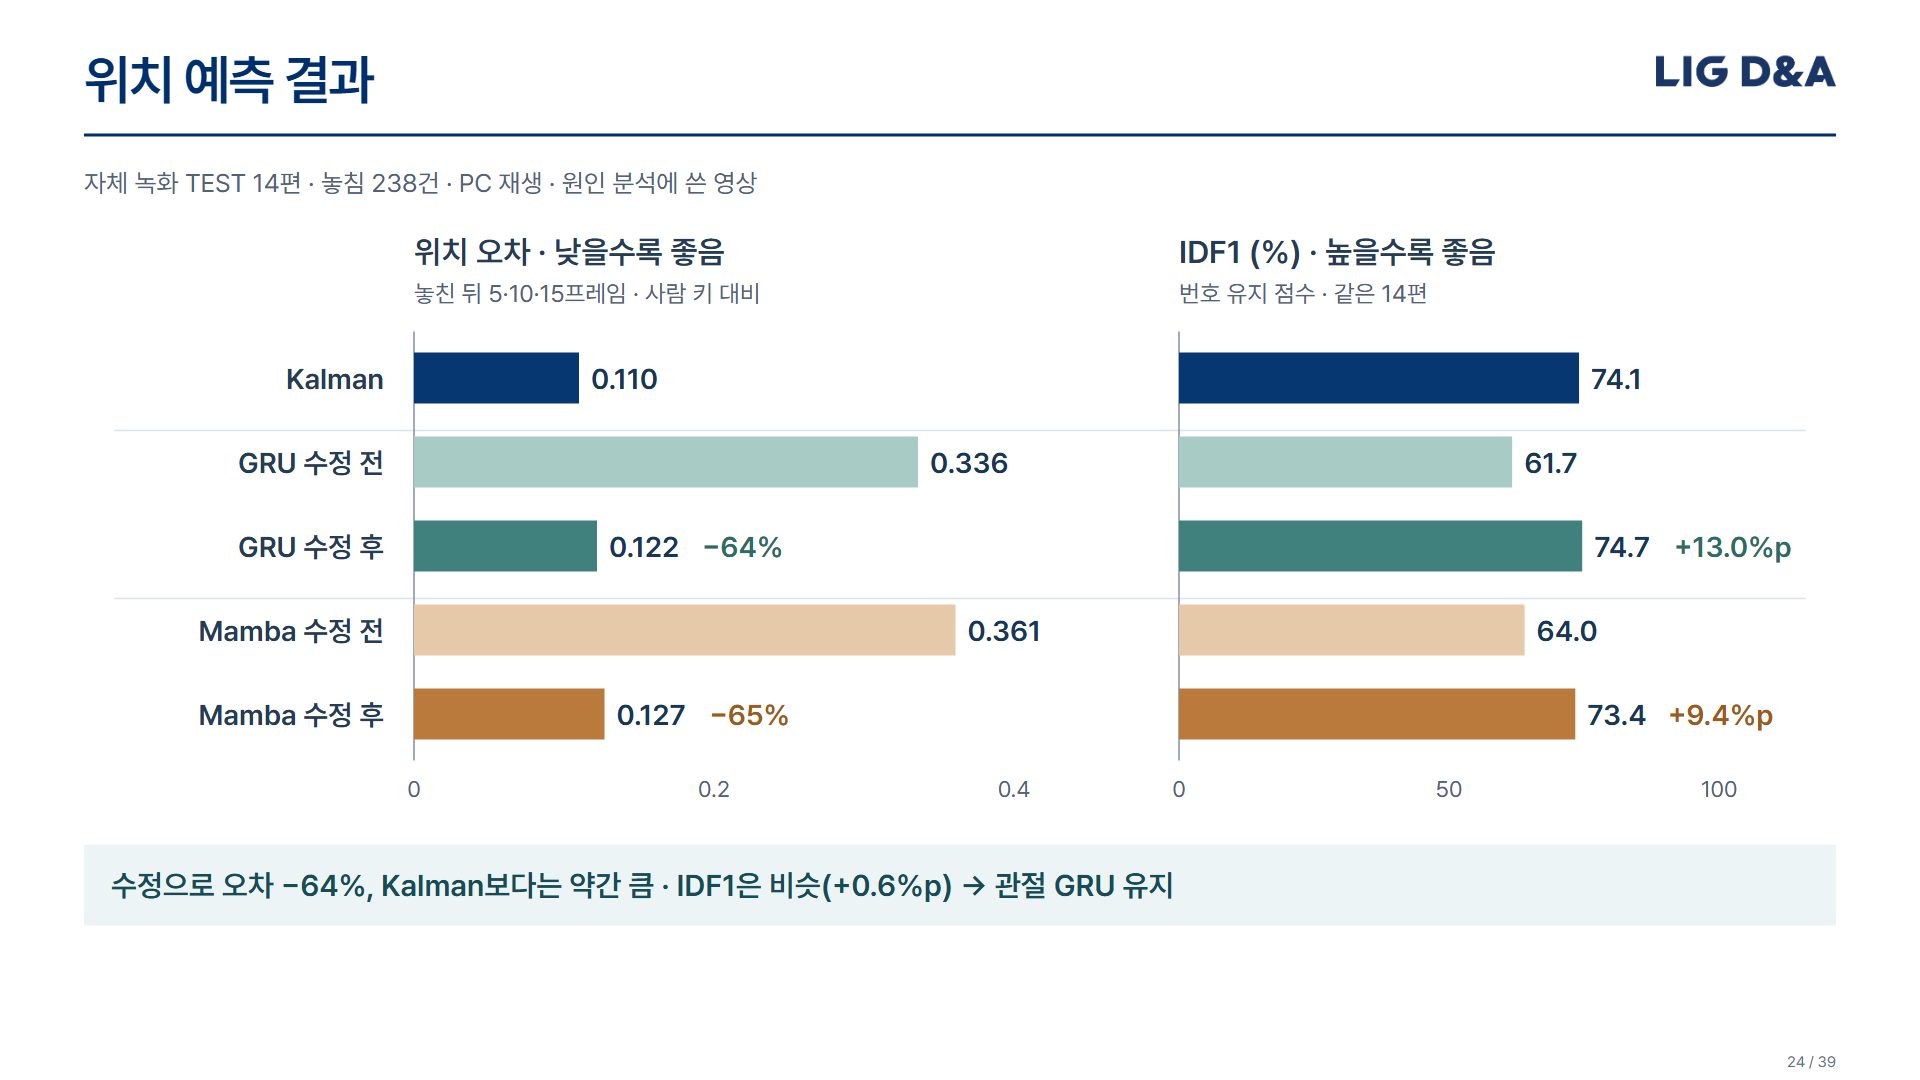 위치 예측 결과
LIG D&A
자체 녹화 TEST 14편 · 놓침 238건 · PC 재생 · 원인 분석에 쓴 영상
위치 오차 · 낮을수록 좋음
놓친 뒤 5·10·15프레임 · 사람 키 대비
IDF1 (%) · 높을수록 좋음
번호 유지 점수 · 같은 14편
Kalman 0.110 74.1
GRU 수정 전 0.336 61.7
GRU 수정 후 0.122 −64% 74.7 +13.0%p
Mamba 수정 전 0.361 64.0
Mamba 수정 후 0.127 −65% 73.4 +9.4%p
0 0.2 0.4 0 50 100
수정으로 오차 −64%, Kalman보다는 약간 큼 · IDF1은 비슷(+0.6%p) → 관절 GRU 유지
24 / 39